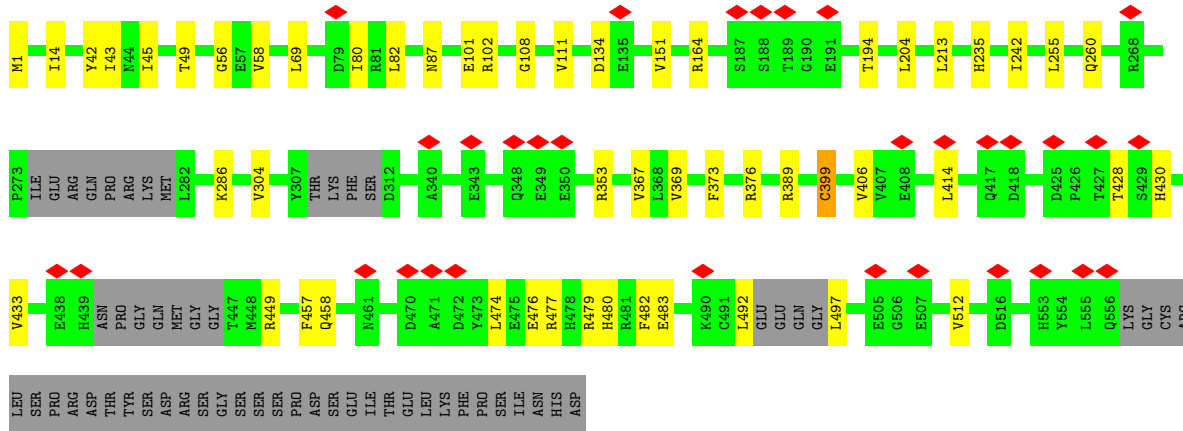 M1 I14 Y42 I43 N44 I45 T49 G56 E57 V58 L69 D79 I80 R81 L82 N87 E101 R102 G108 V111 D134 E135 V151 R164 S187 S188 T189 G190 E191 T194 L204 L213 H235 I242 L255 Q260 R268
P273 ILE GLU ARG GLN PRO ARG LYS MET L282 K286 V304 Y307 THR LYS PHE SER D312 A340 E343 Q348 E349 E350 R353 V367 L368 V369 F373 R376 R389 C399 V406 V407 E408 L414 Q417 D418 D425 P426 T427 T428 S429 H430
V433 E438 H439 ASN PRO GLY GLN MET GLY GLY T447 M448 R449 F457 Q458 N461 D470 A471 D472 Y473 L474 E475 E476 R477 H478 R479 H480 R481 F482 E483 K490 C491 L492 GLU GLU GLN GLY L497 E505 G506 E507 V512 D516 H553 Y554 L555 Q556 LYS GLY CYS ARG
LEU SER PRO ARG ASP THR TYR SER ASP ARG SER GLY SER SER SER PRO ASP SER GLU ILE THR GLU LEU LYS PHE PRO SER ILE ASN HIS ASP